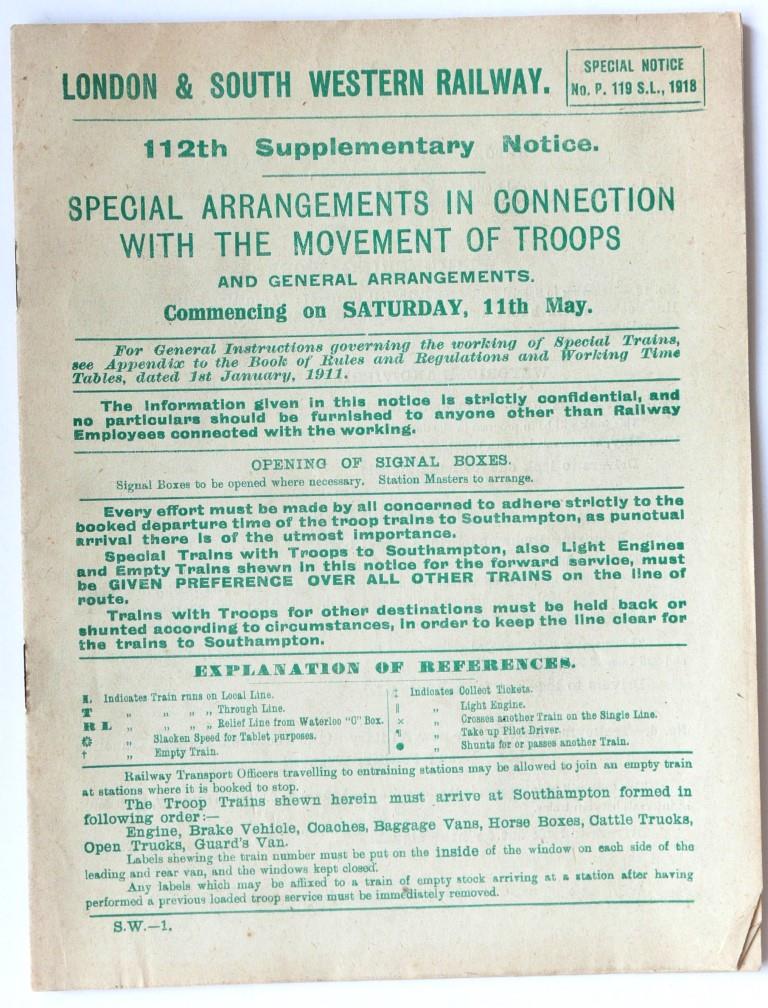 LONDON & SOUTH WESTERN RAILWAY.
SPECIAL NOTICE
No. P. 119 S.L., 1918
112th Supplementary Notice.
SPECIAL ARRANGEMENTS IN CONNECTION
WITH THE MOVEMENT OF TROOPS
AND GENERAL ARRANGEMENTS.
Commencing on SATURDAY, 11th May.
For General Instructions governing the working of Special Trains,
see Appendix to the Book of Rules and Regulations and Working Time
Tables, dated 1st January, 1911.
The information given in this notice is strictly confidential, and
no particulars should be furnished to anyone other than Railway
Employees connected with the working.
OPENING OF SIGNAL BOXES.
Signal Boxes to be opened where necessary. Station Masters to arrange.
Every effort must be made by all concerned to adhere strictly to the
booked departure time of the troop trains to Southampton, as punctual
arrival there is of the utmost importance.
Special Trains with Troops to Southampton, also Light Engines
and Empty Trains shewn in this notice for the forward service, must
be GIVEN PREFERENCE OVER ALL OTHER TRAINS on the line of
route.
Trains with Troops for other destinations must be held back or
shunted according to circumstances, in order to keep the line clear for
the trains to Southampton.
EXPLANATION OF REFERENCES.
L Indicates Train runs on Local Line.
T " " " " Through Line.
R L " " " " Relief Line from Waterloo "C" Box.
❂ " Slacken Speed for Tablet purposes.
† " Empty Train.
‡ Indicates Collect Tickets.
‖ " Light Engine.
× " Crosses another Train on the Single Line.
¶ " Take up Pilot Driver.
● " Shunts for or passes another Train.
Railway Transport Officers travelling to entraining stations may be allowed to join an empty train
at stations where it is booked to stop.
The Troop Trains shewn herein must arrive at Southampton formed in
following order:—
Engine, Brake Vehicle, Coaches, Baggage Vans, Horse Boxes, Cattle Trucks,
Open Trucks, Guard's Van.
Labels shewing the train number must be put on the inside of the window on each side of the
leading and rear van, and the windows kept closed.
Any labels which may be affixed to a train of empty stock arriving at a station after having
performed a previous loaded troop service must be immediately removed.
S.W.—1.